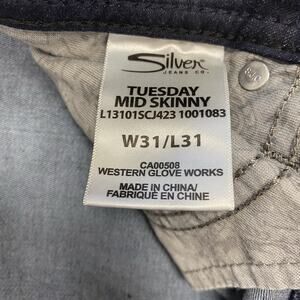 Silver
JEANS CO.
TUESDAY
MID SKINNY
L13101SCJ423 1001083
W31/L31
CA00508
WESTERN GLOVE WORKS
MADE IN CHINA/
FABRIQUÉ EN CHINE